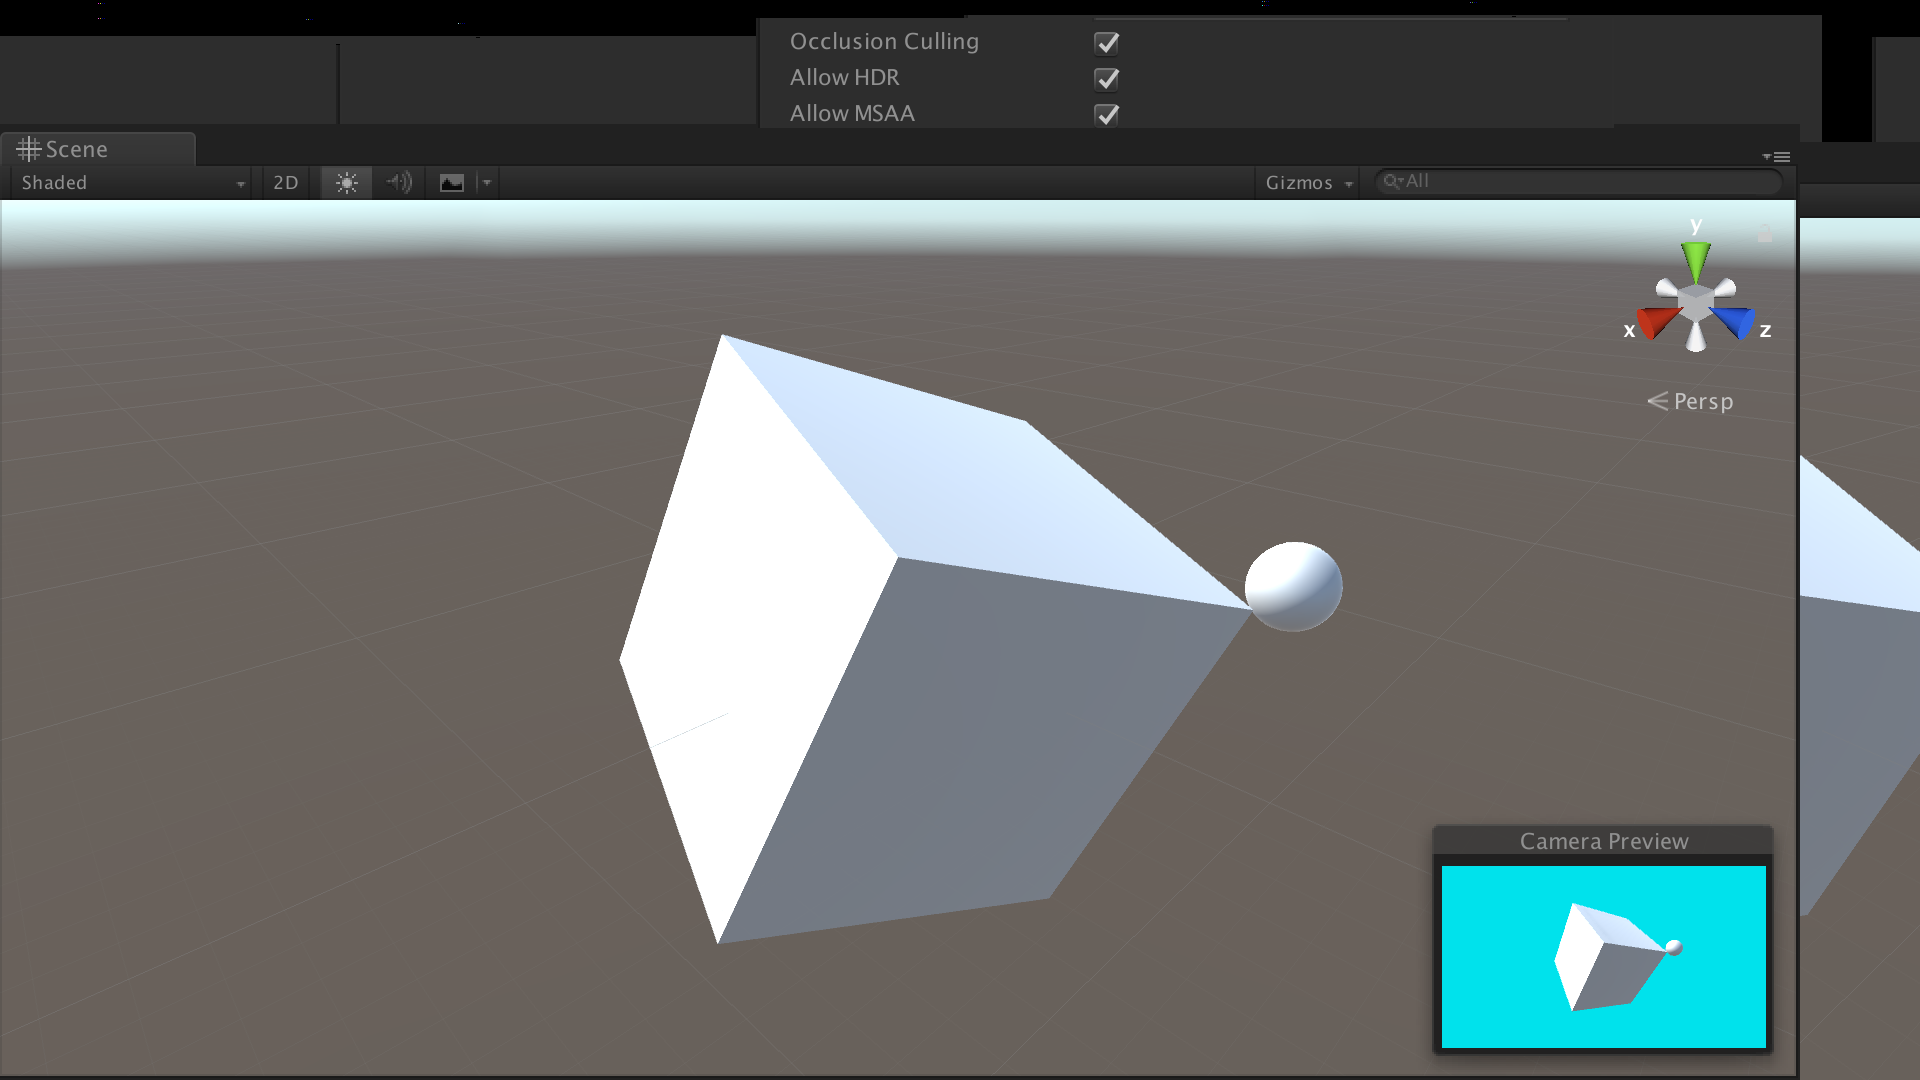 Occlusion Culling
Allow HDR
Allow MSAA
Scene
Shaded
2D
Gizmos
All
y
x
z
Persp
Camera Preview